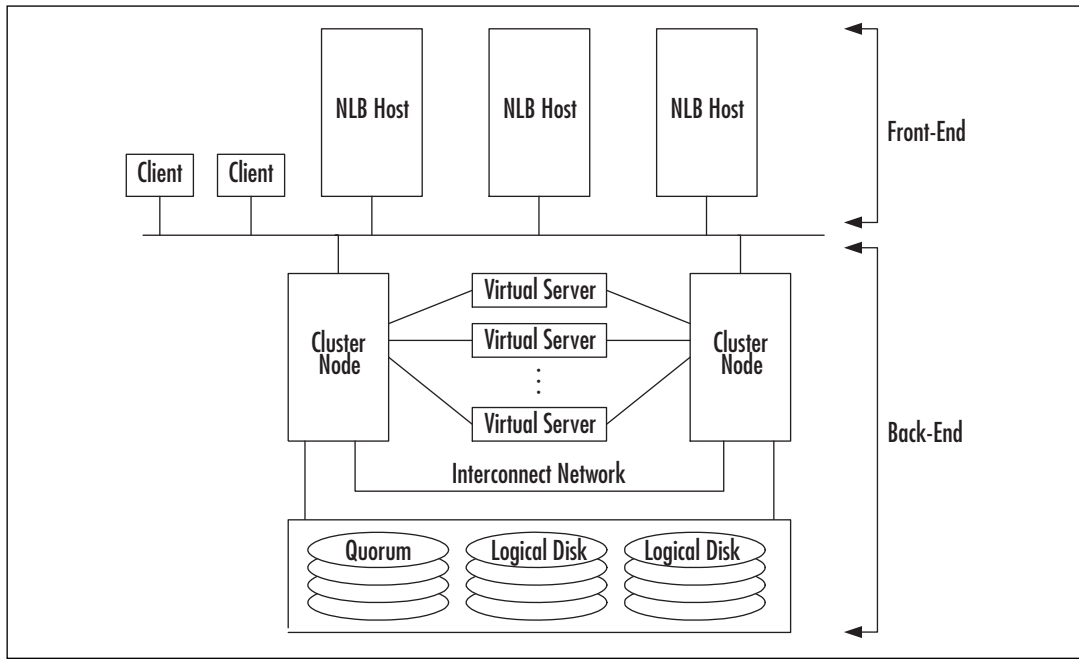 NLB Host
NLB Host
NLB Host
Front-End
Client
Client
Virtual Server
Virtual Server
Cluster
Node
Cluster
Node
Virtual Server
Back-End
Interconnect Network
Quorum
Logical Disk
Logical Disk